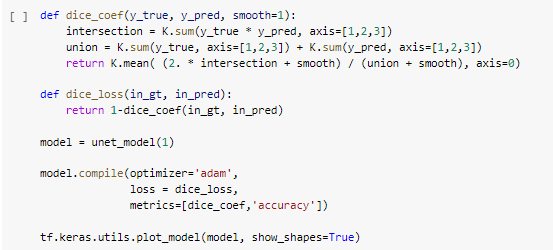 [ ] def dice_coef(y_true, y_pred, smooth=1):
    intersection = K.sum(y_true * y_pred, axis=[1,2,3])
    union = K.sum(y_true, axis=[1,2,3]) + K.sum(y_pred, axis=[1,2,3])
    return K.mean( (2. * intersection + smooth) / (union + smooth), axis=0)
def dice_loss(in_gt, in_pred):
    return 1-dice_coef(in_gt, in_pred)
model = unet_model(1)
model.compile(optimizer='adam',
              loss = dice_loss,
              metrics=[dice_coef,'accuracy'])
tf.keras.utils.plot_model(model, show_shapes=True)